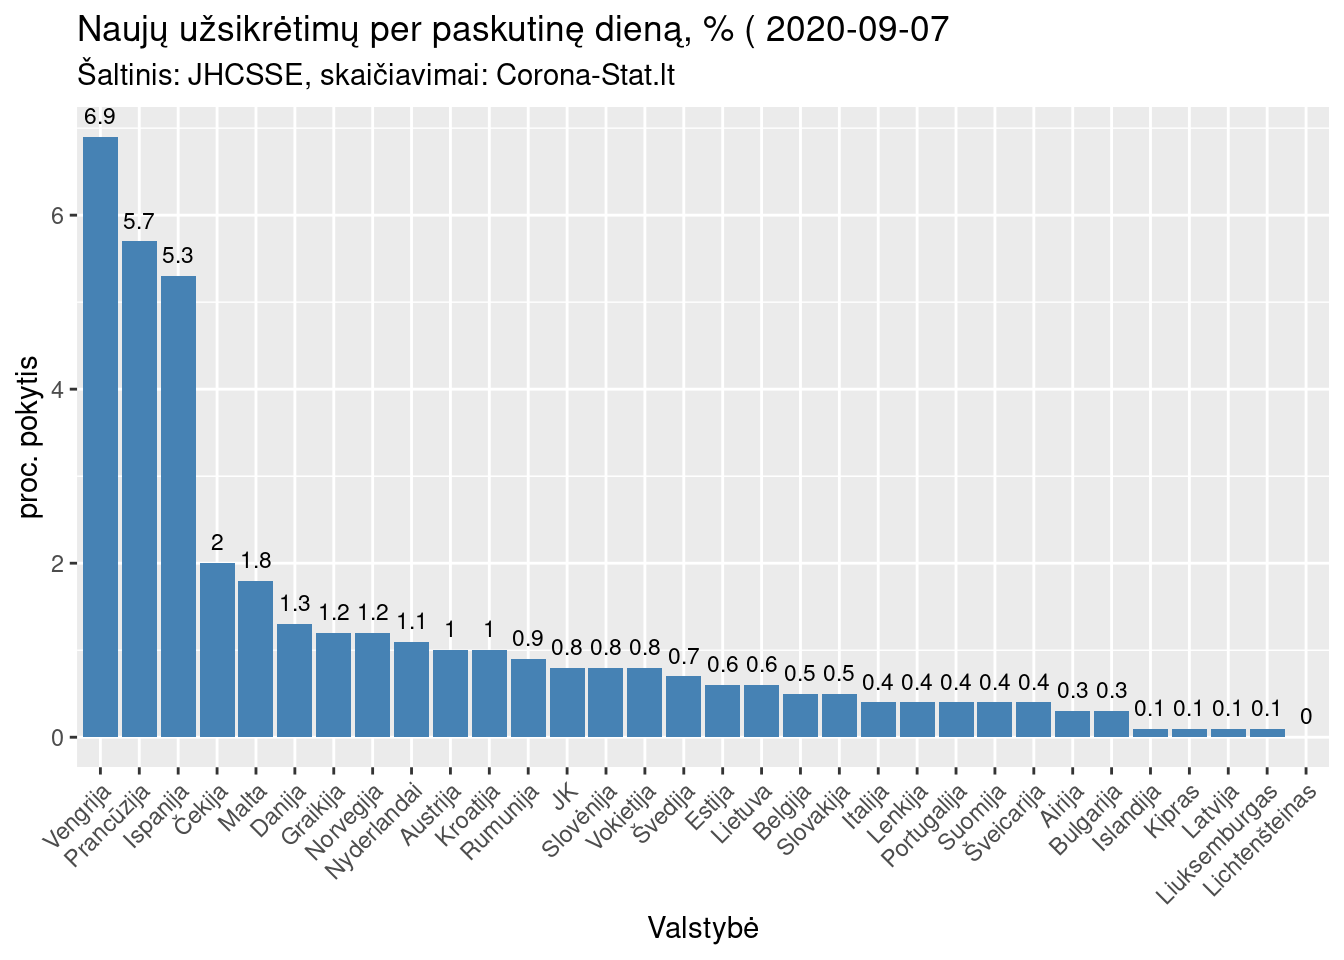 Naujų užsikrėtimų per paskutinę dieną, % ( 2020-09-07
Šaltinis: JHCSSE, skaičiavimai: Corona-Stat.lt
proc. pokytis
6
4
2
0
6.9
5.7
5.3
2
1.8
1.3
1.2
1.2
1.1
1
1
0.9
0.8
0.8
0.8
0.7
0.6
0.6
0.5
0.5
0.4
0.4
0.4
0.4
0.4
0.3
0.3
0.1
0.1
0.1
0.1
0
Vengrija
Prancūzija
Ispanija
Čekija
Malta
Danija
Graikija
Norvegija
Nyderlandai
Austrija
Kroatija
Rumunija
JK
Slovėnija
Vokietija
Švedija
Estija
Lietuva
Belgija
Slovakija
Italija
Lenkija
Portugalija
Suomija
Šveicarija
Airija
Bulgarija
Islandija
Kipras
Latvija
Liuksemburgas
Lichtenšteinas
Valstybė